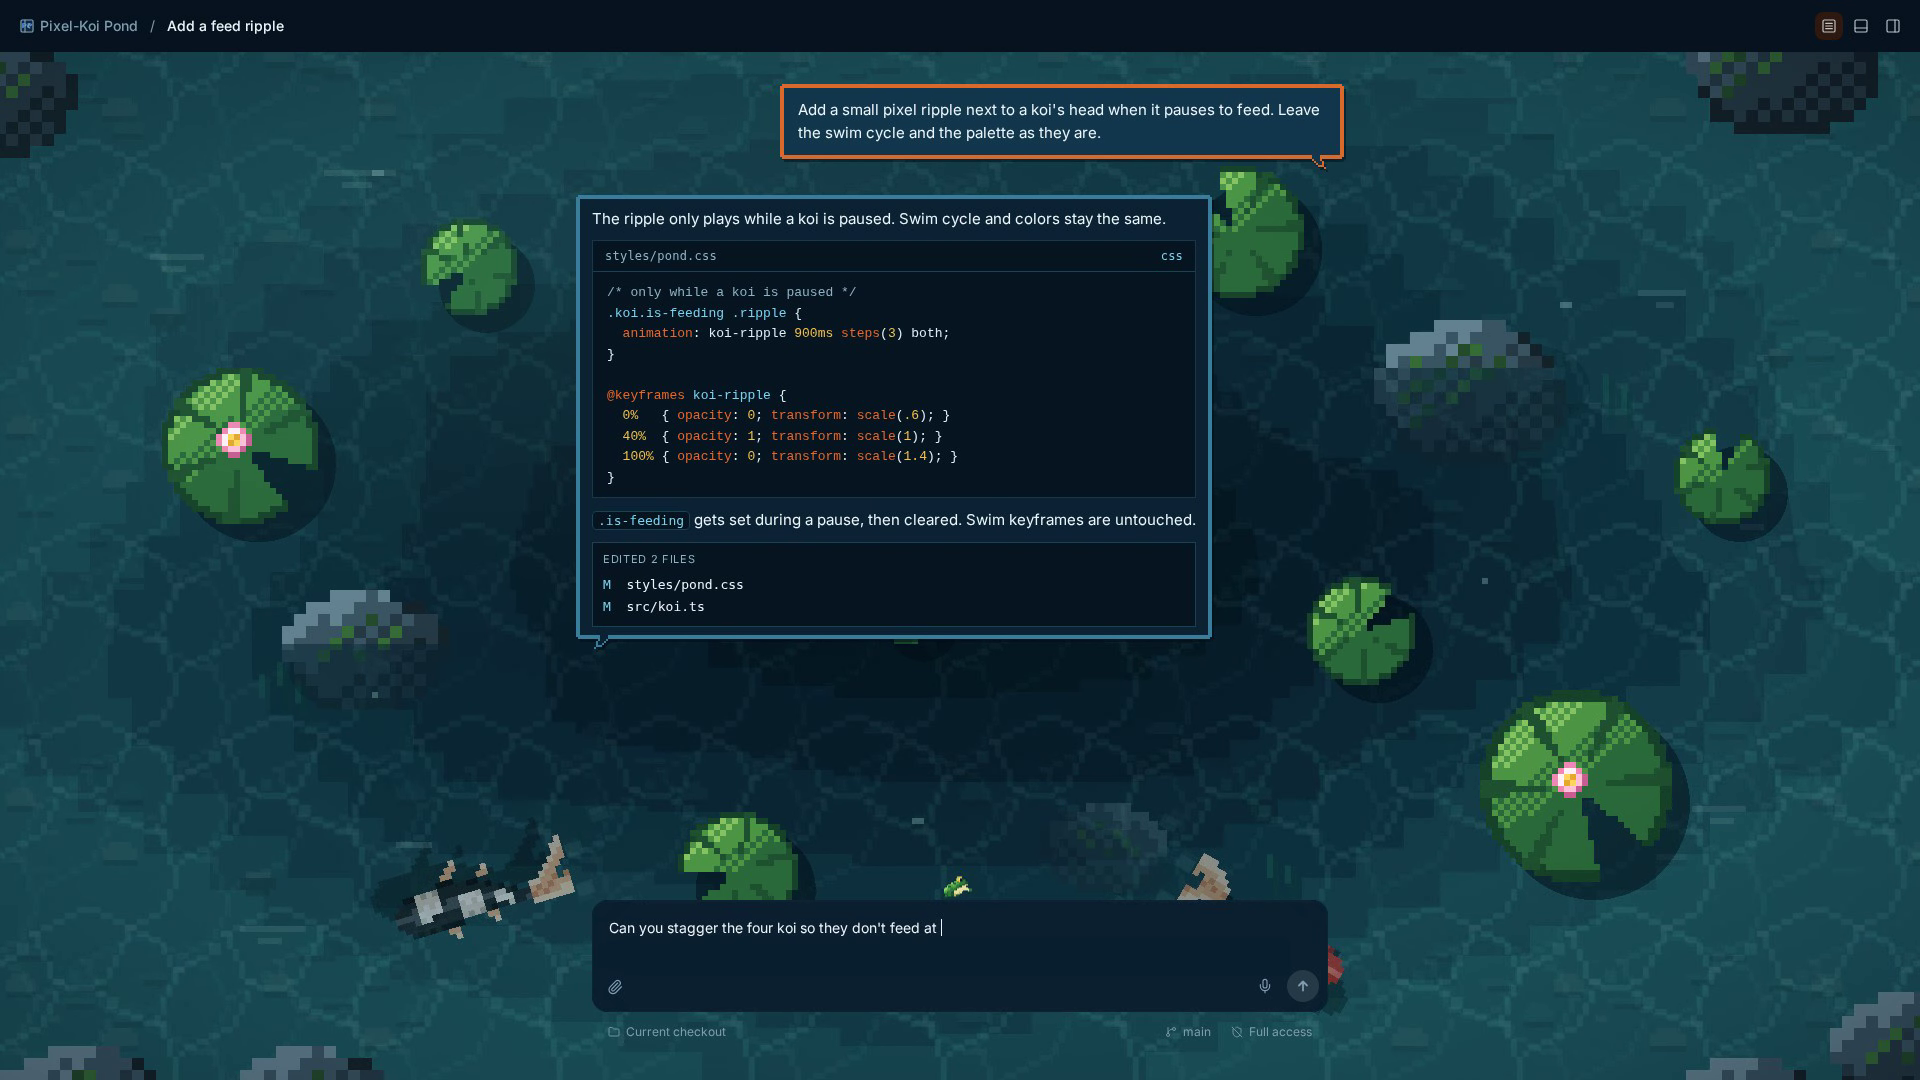 Pixel-Koi Pond / Add a feed ripple
Add a small pixel ripple next to a koi's head when it pauses to feed. Leave
the swim cycle and the palette as they are.
The ripple only plays while a koi is paused. Swim cycle and colors stay the same.
styles/pond.css css
/* only while a koi is paused */
.koi.is-feeding .ripple {
  animation: koi-ripple 900ms steps(3) both;
}
@keyframes koi-ripple {
  0%   { opacity: 0; transform: scale(.6); }
  40%  { opacity: 1; transform: scale(1); }
  100% { opacity: 0; transform: scale(1.4); }
}
.is-feeding gets set during a pause, then cleared. Swim keyframes are untouched.
EDITED 2 FILES
M styles/pond.css
M src/koi.ts
Can you stagger the four koi so they don't feed at
Current checkout main Full access